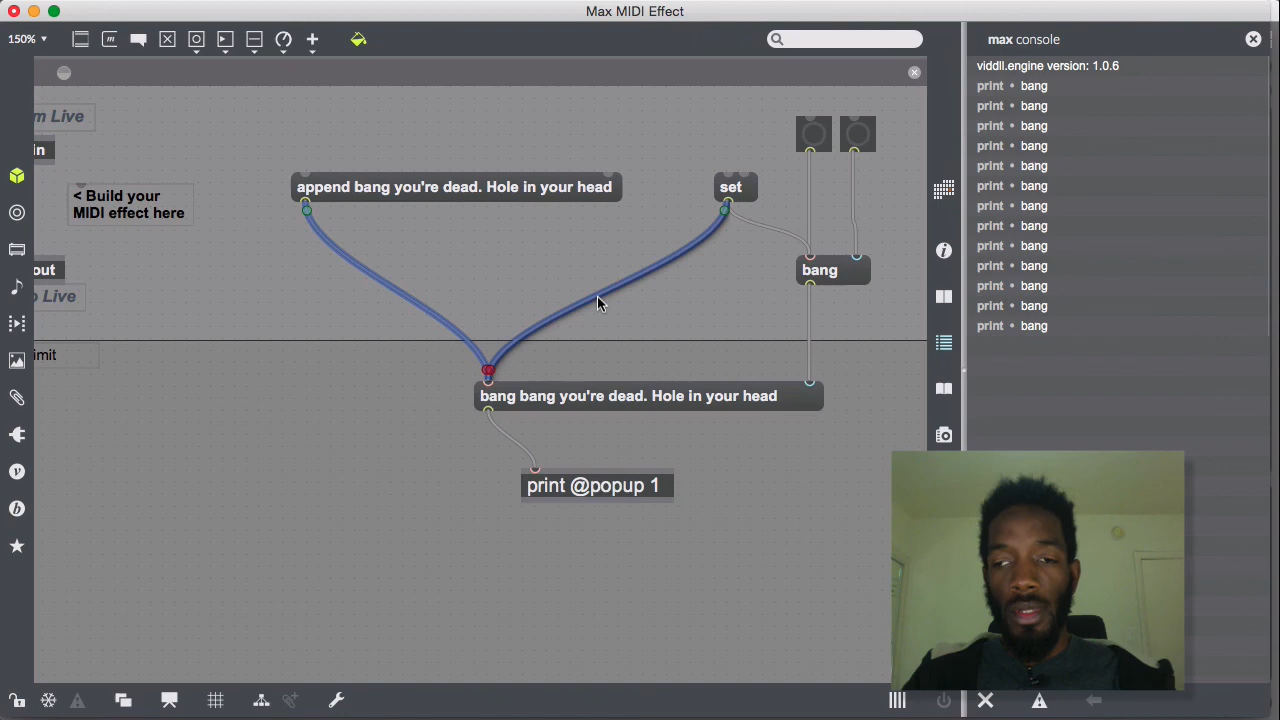 Max MIDI Effect
150%
max console
viddll.engine version: 1.0.6
print • bang
print • bang
print • bang
print • bang
print • bang
print • bang
print • bang
print • bang
print • bang
print • bang
print • bang
print • bang
print • bang
m Live
in
< Build your
MIDI effect here
out
o Live
imit
append bang you're dead. Hole in your head
set
bang
bang bang you're dead. Hole in your head
print @popup 1